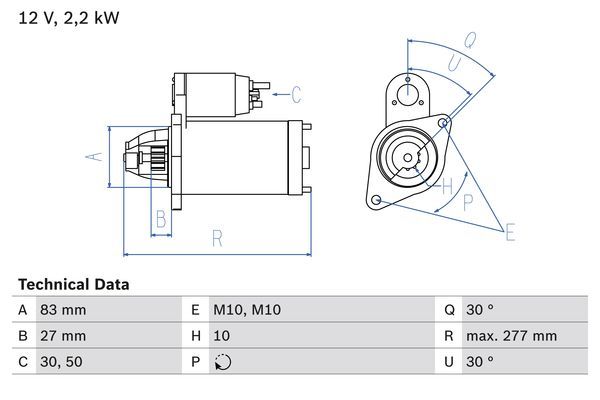 12 V, 2,2 kW
Q
U
C
A
H
B
P
R
E
Technical Data
A 83 mm E M10, M10 Q 30 °
B 27 mm H 10 R max. 277 mm
C 30, 50 P U 30 °